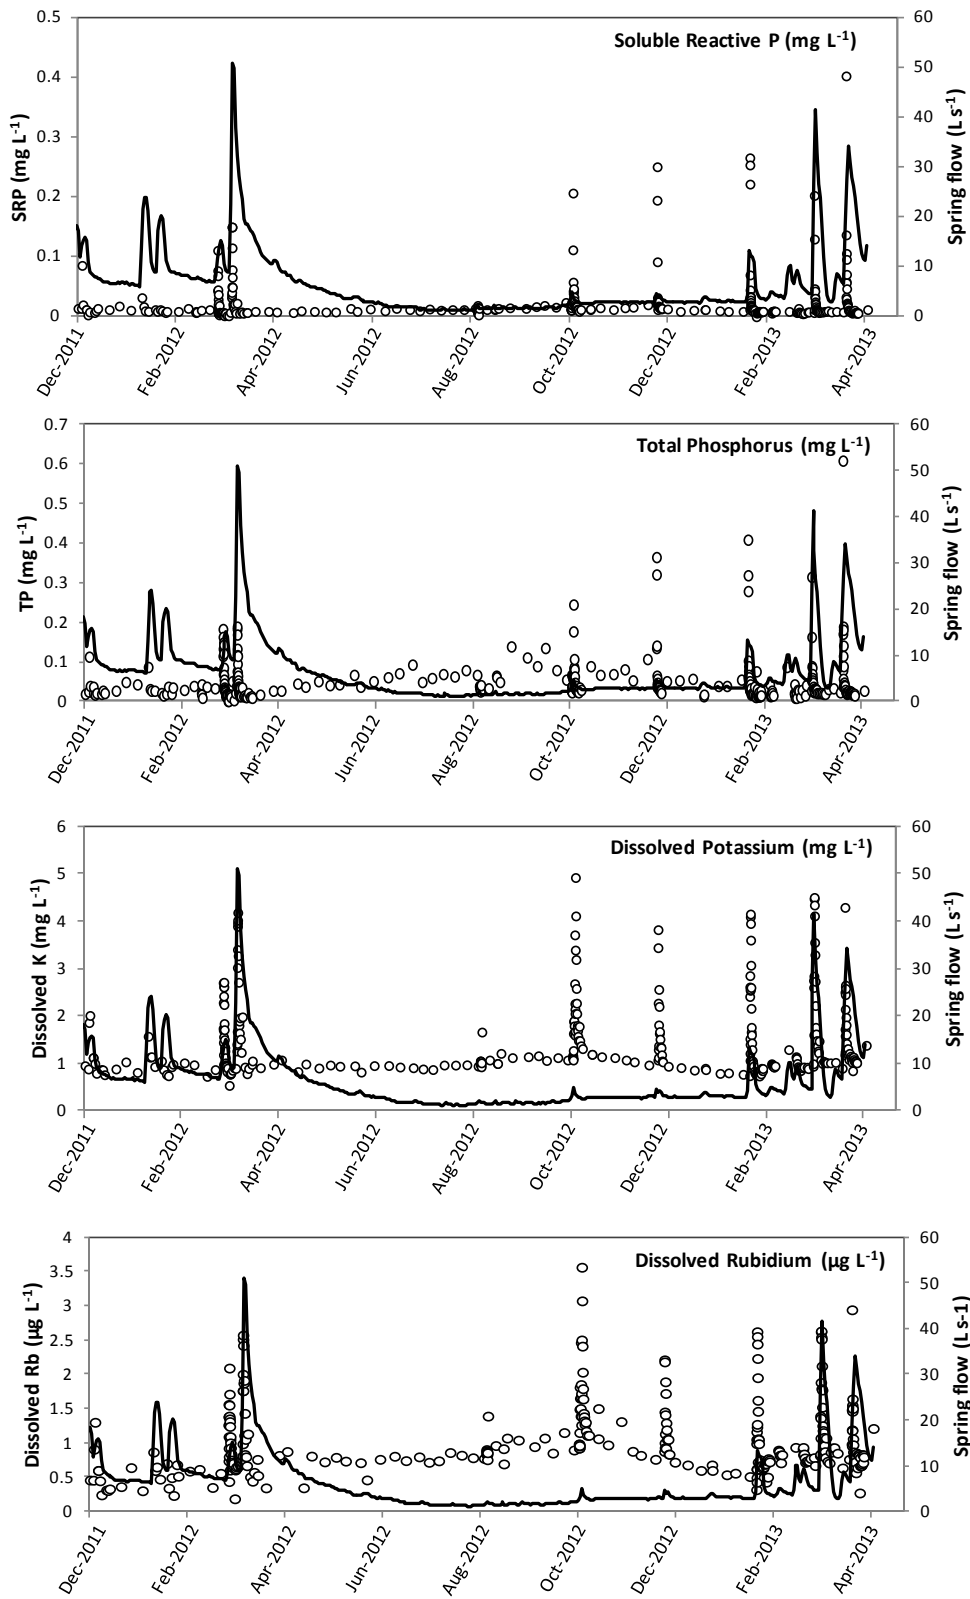 Soluble Reactive P (mg L-1)
SRP (mg L-1)
0.5
0.4
0.3
0.2
0.1
0
60
50
40
30
20
10
0
Spring flow (L s-1)
Dec-2011
Feb-2012
Apr-2012
Jun-2012
Aug-2012
Oct-2012
Dec-2012
Feb-2013
Apr-2013
Total Phosphorus (mg L-1)
TP (mg L-1)
0.7
0.6
0.5
0.4
0.3
0.2
0.1
0
60
50
40
30
20
10
0
Spring flow (L s-1)
Dec-2011
Feb-2012
Apr-2012
Jun-2012
Aug-2012
Oct-2012
Dec-2012
Feb-2013
Apr-2013
Dissolved Potassium (mg L-1)
Dissolved K (mg L-1)
6
5
4
3
2
1
0
60
50
40
30
20
10
0
Spring flow (L s-1)
Dec-2011
Feb-2012
Apr-2012
Jun-2012
Aug-2012
Oct-2012
Dec-2012
Feb-2013
Apr-2013
Dissolved Rubidium (µg L-1)
Dissolved Rb (µg L-1)
4
3.5
3
2.5
2
1.5
1
0.5
0
60
50
40
30
20
10
0
Spring flow (L s-1)
Dec-2011
Feb-2012
Apr-2012
Jun-2012
Aug-2012
Oct-2012
Dec-2012
Feb-2013
Apr-2013